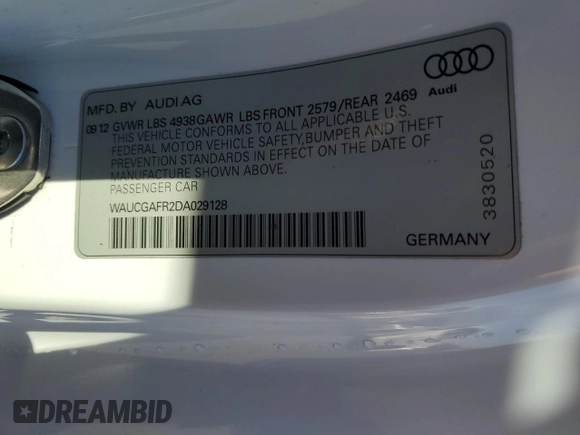 MFD. BY AUDI AG
09 12 GVWR LBS 4938 GAWR LBS FRONT 2579/REAR 2469
THIS VEHICLE CONFORMS TO ALL APPLICABLE U.S.
FEDERAL MOTOR VEHICLE SAFETY,BUMPER AND THEFT
PREVENTION STANDARDS IN EFFECT ON THE DATE OF
MANUFACTURE SHOWN ABOVE.
PASSENGER CAR
WAUCGAFR2DA029128
Audi
3830520
GERMANY
DREAMBID